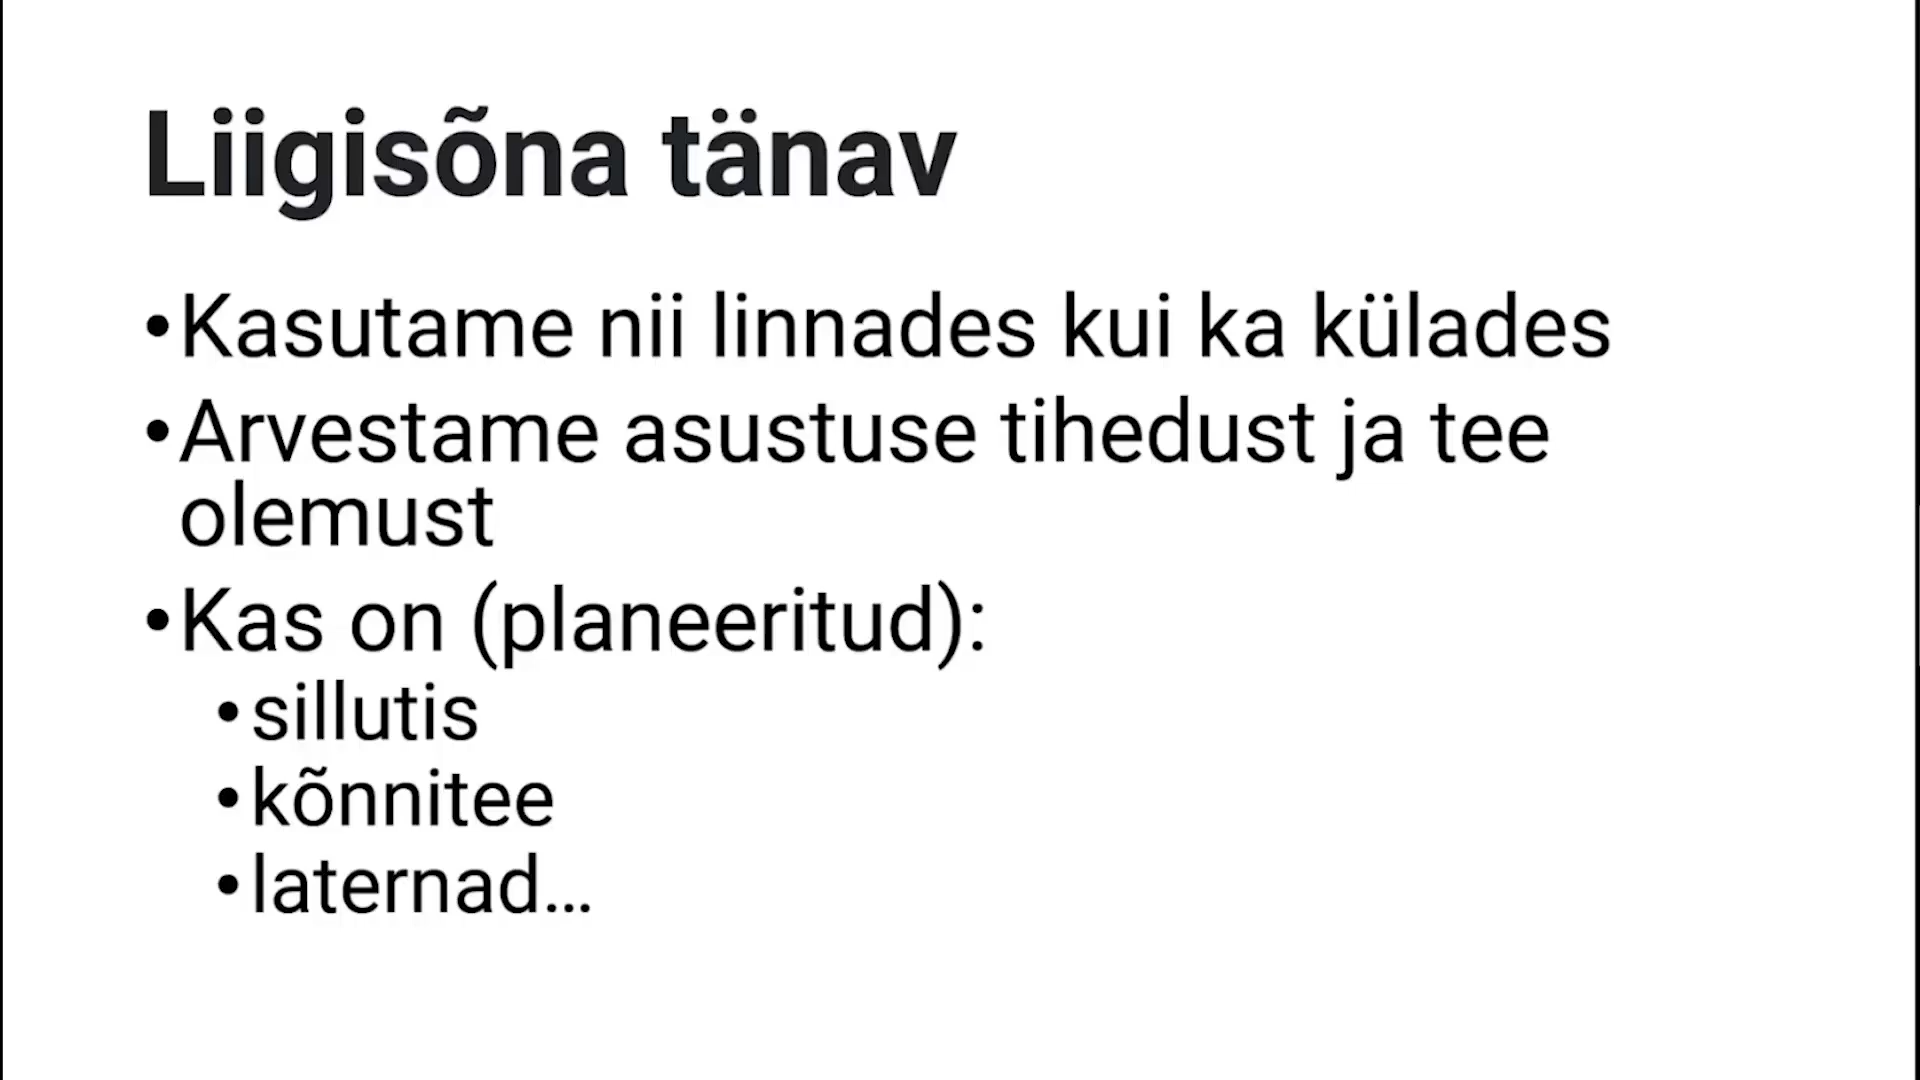 Liigisõna tänav
•Kasutame nii linnades kui ka külades
•Arvestame asustuse tihedust ja tee
olemust
•Kas on (planeeritud):
•sillutis
•kõnnitee
•laternad…